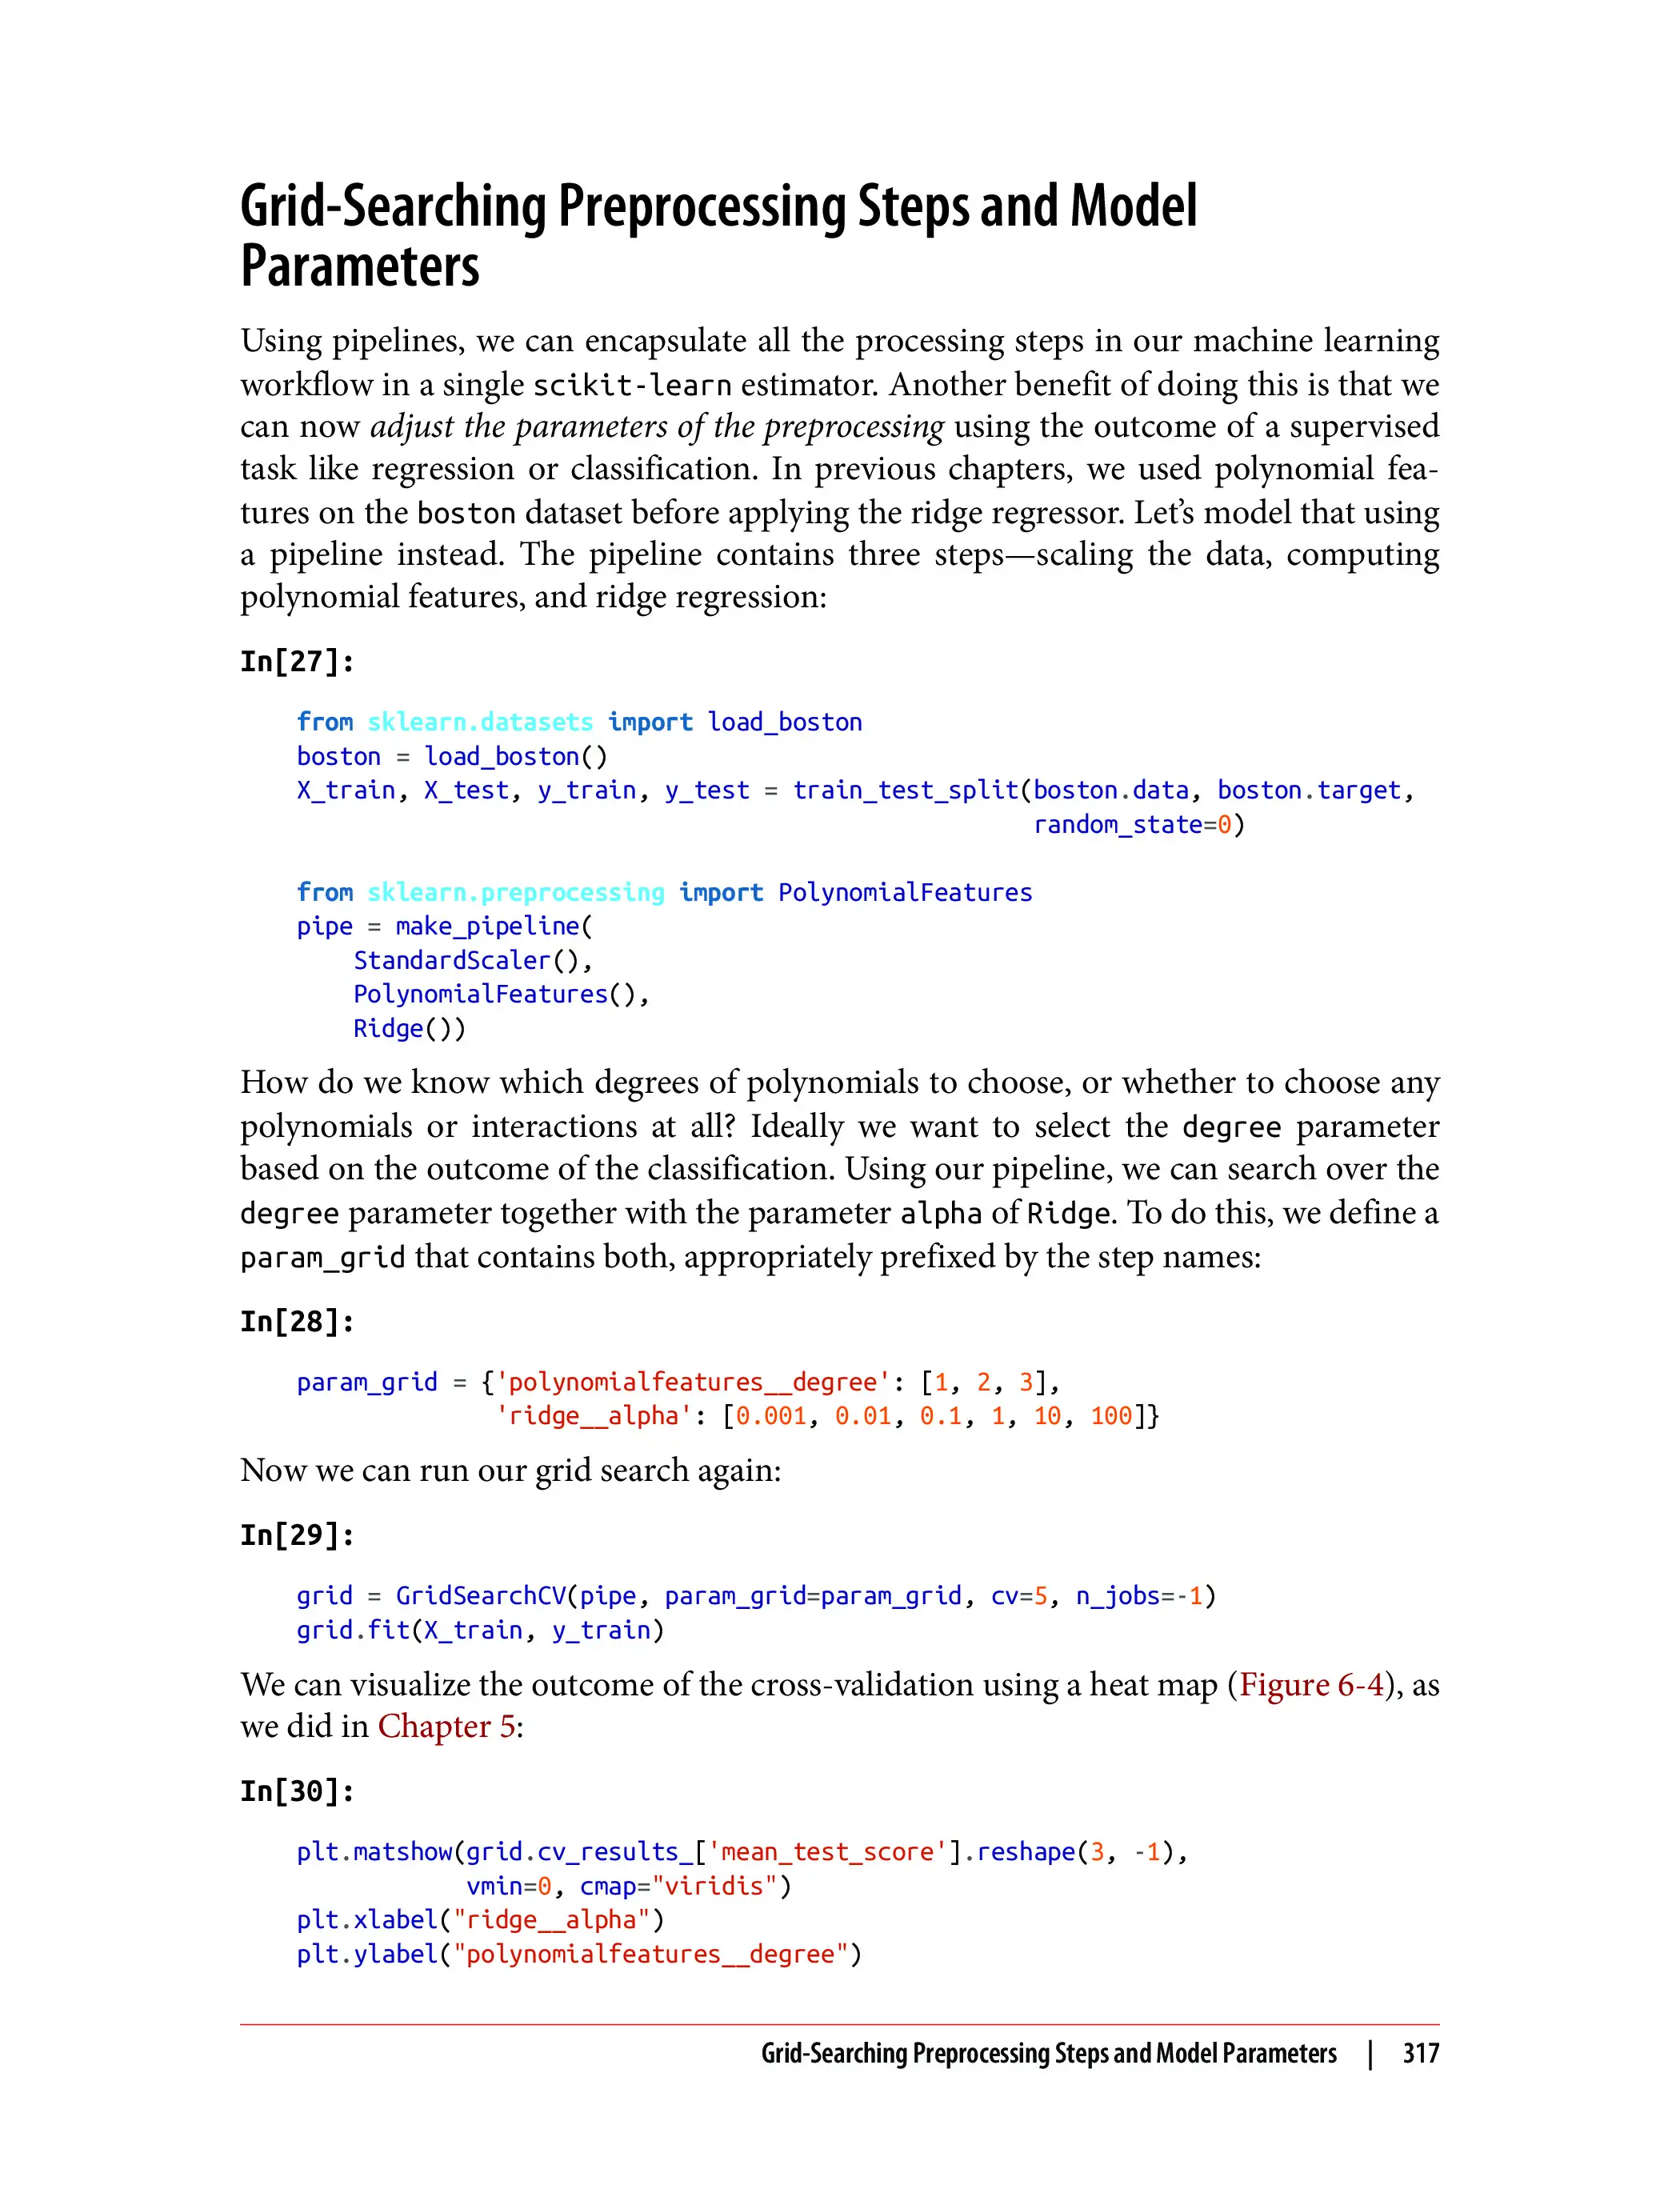 Grid-Searching Preprocessing Steps and Model
Parameters
Using pipelines, we can encapsulate all the processing steps in our machine learning
workflow in a single scikit-learn estimator. Another benefit of doing this is that we
can now adjust the parameters of the preprocessing using the outcome of a supervised
task like regression or classification. In previous chapters, we used polynomial fea-
tures on the boston dataset before applying the ridge regressor. Let’s model that using
a pipeline instead. The pipeline contains three steps—scaling the data, computing
polynomial features, and ridge regression:
In[27]:
from sklearn.datasets import load_boston
boston = load_boston()
X_train, X_test, y_train, y_test = train_test_split(boston.data, boston.target,
random_state=0)
from sklearn.preprocessing import PolynomialFeatures
pipe = make_pipeline(
StandardScaler(),
PolynomialFeatures(),
Ridge())
How do we know which degrees of polynomials to choose, or whether to choose any
polynomials or interactions at all? Ideally we want to select the degree parameter
based on the outcome of the classification. Using our pipeline, we can search over the
degree parameter together with the parameter alpha of Ridge. To do this, we define a
param_grid that contains both, appropriately prefixed by the step names:
In[28]:
param_grid = {'polynomialfeatures__degree': [1, 2, 3],
'ridge__alpha': [0.001, 0.01, 0.1, 1, 10, 100]}
Now we can run our grid search again:
In[29]:
grid = GridSearchCV(pipe, param_grid=param_grid, cv=5, n_jobs=-1)
grid.fit(X_train, y_train)
We can visualize the outcome of the cross-validation using a heat map (Figure 6-4), as
we did in Chapter 5:
In[30]:
plt.matshow(grid.cv_results_['mean_test_score'].reshape(3, -1),
vmin=0, cmap="viridis")
plt.xlabel("ridge__alpha")
plt.ylabel("polynomialfeatures__degree")
Grid-Searching Preprocessing Steps and Model Parameters | 317